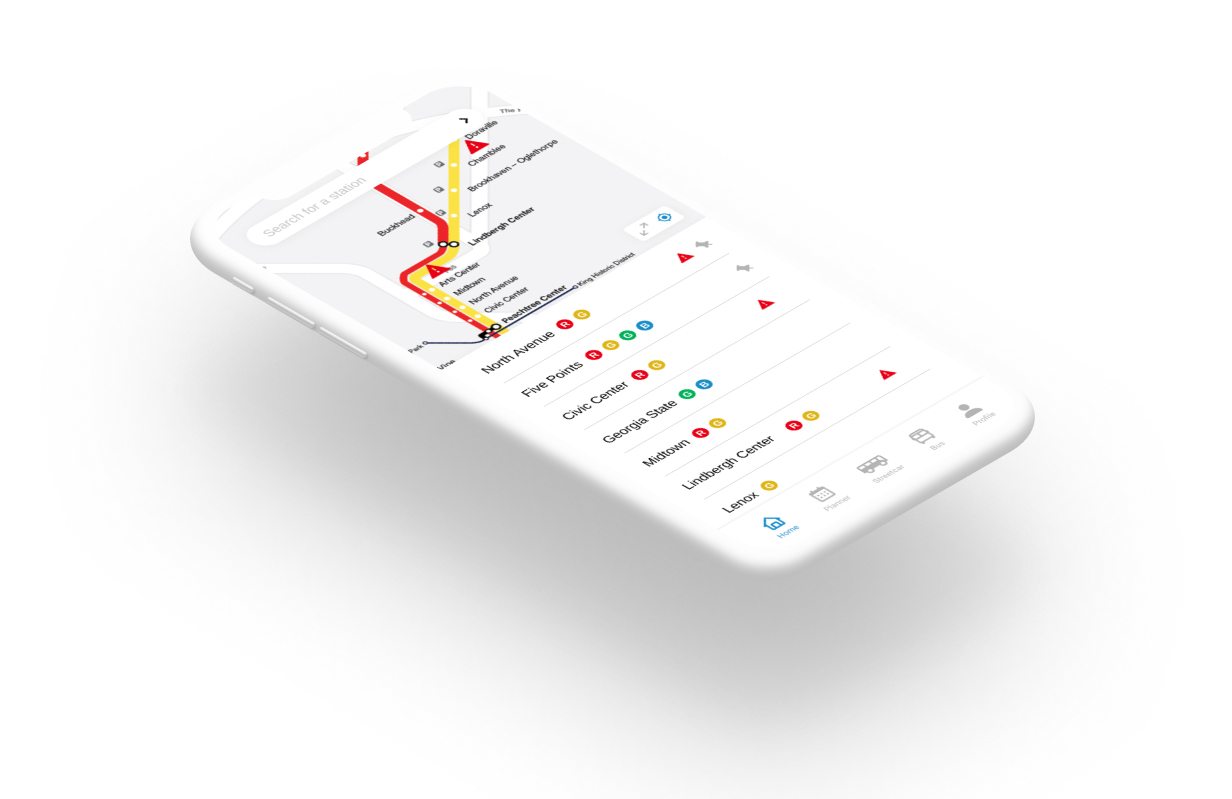 Search for a station
Doraville
Chamblee
Brookhaven – Oglethorpe
Lenox
Buckhead
Lindbergh Center
Arts Center
Midtown
North Avenue
Civic Center
Peachtree Center
King Historic District
Park
North Avenue R G
Five Points R G G B
Civic Center R G
Georgia State G B
Midtown R G
Lindbergh Center R G
Lenox G
Home
Planner
Streetcar
Bus
Profile